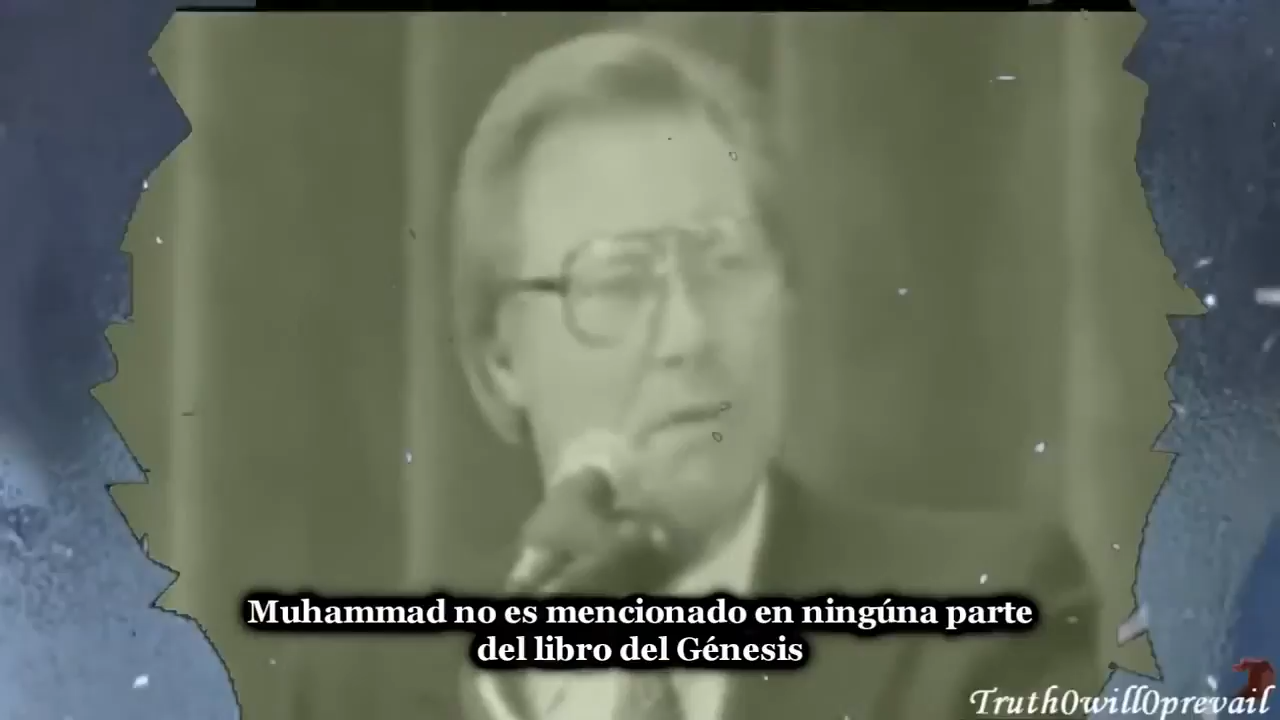 Muhammad no es mencionado en ningúna parte
del libro del Génesis
Truth0will0prevail